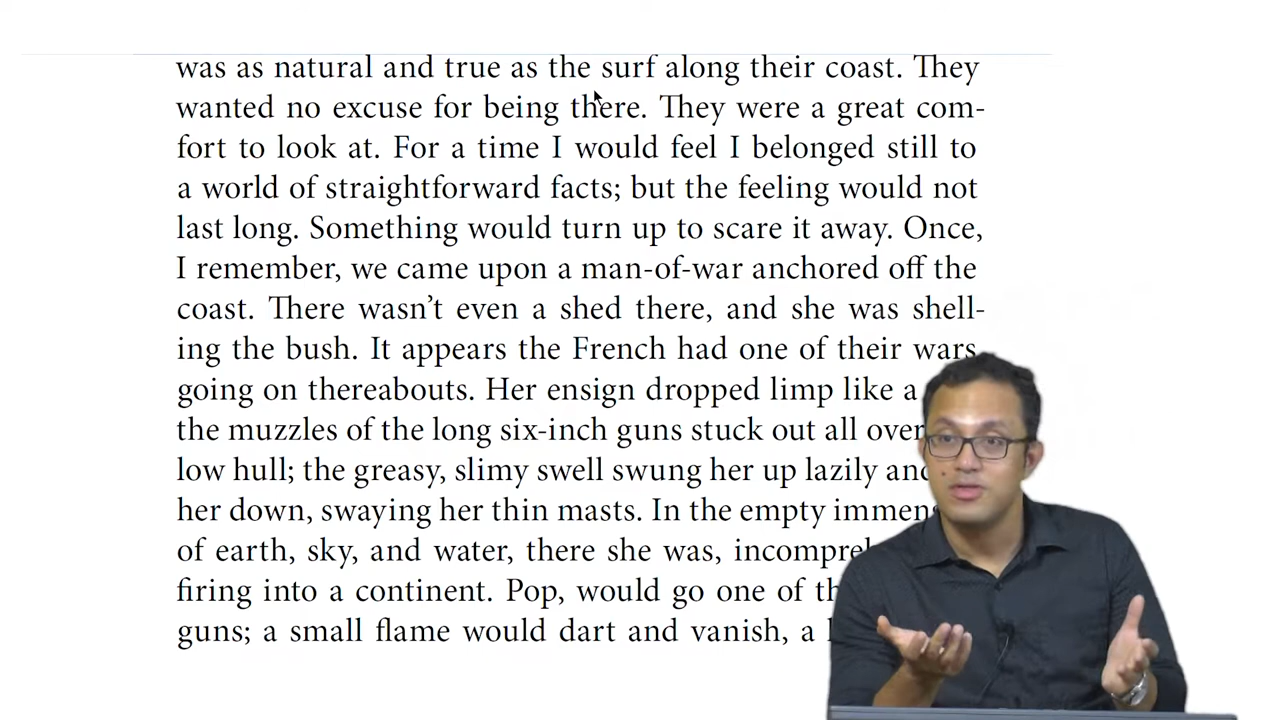 was as natural and true as the surf along their coast. They
wanted no excuse for being there. They were a great com-
fort to look at. For a time I would feel I belonged still to
a world of straightforward facts; but the feeling would not
last long. Something would turn up to scare it away. Once,
I remember, we came upon a man-of-war anchored off the
coast. There wasn’t even a shed there, and she was shell-
ing the bush. It appears the French had one of their wars
going on thereabouts. Her ensign dropped limp like a
the muzzles of the long six-inch guns stuck out all over
low hull; the greasy, slimy swell swung her up lazily and
her down, swaying her thin masts. In the empty
of earth, sky, and water, there she was,
firing into a continent. Pop, would go one of
guns; a small flame would dart and vanish, a